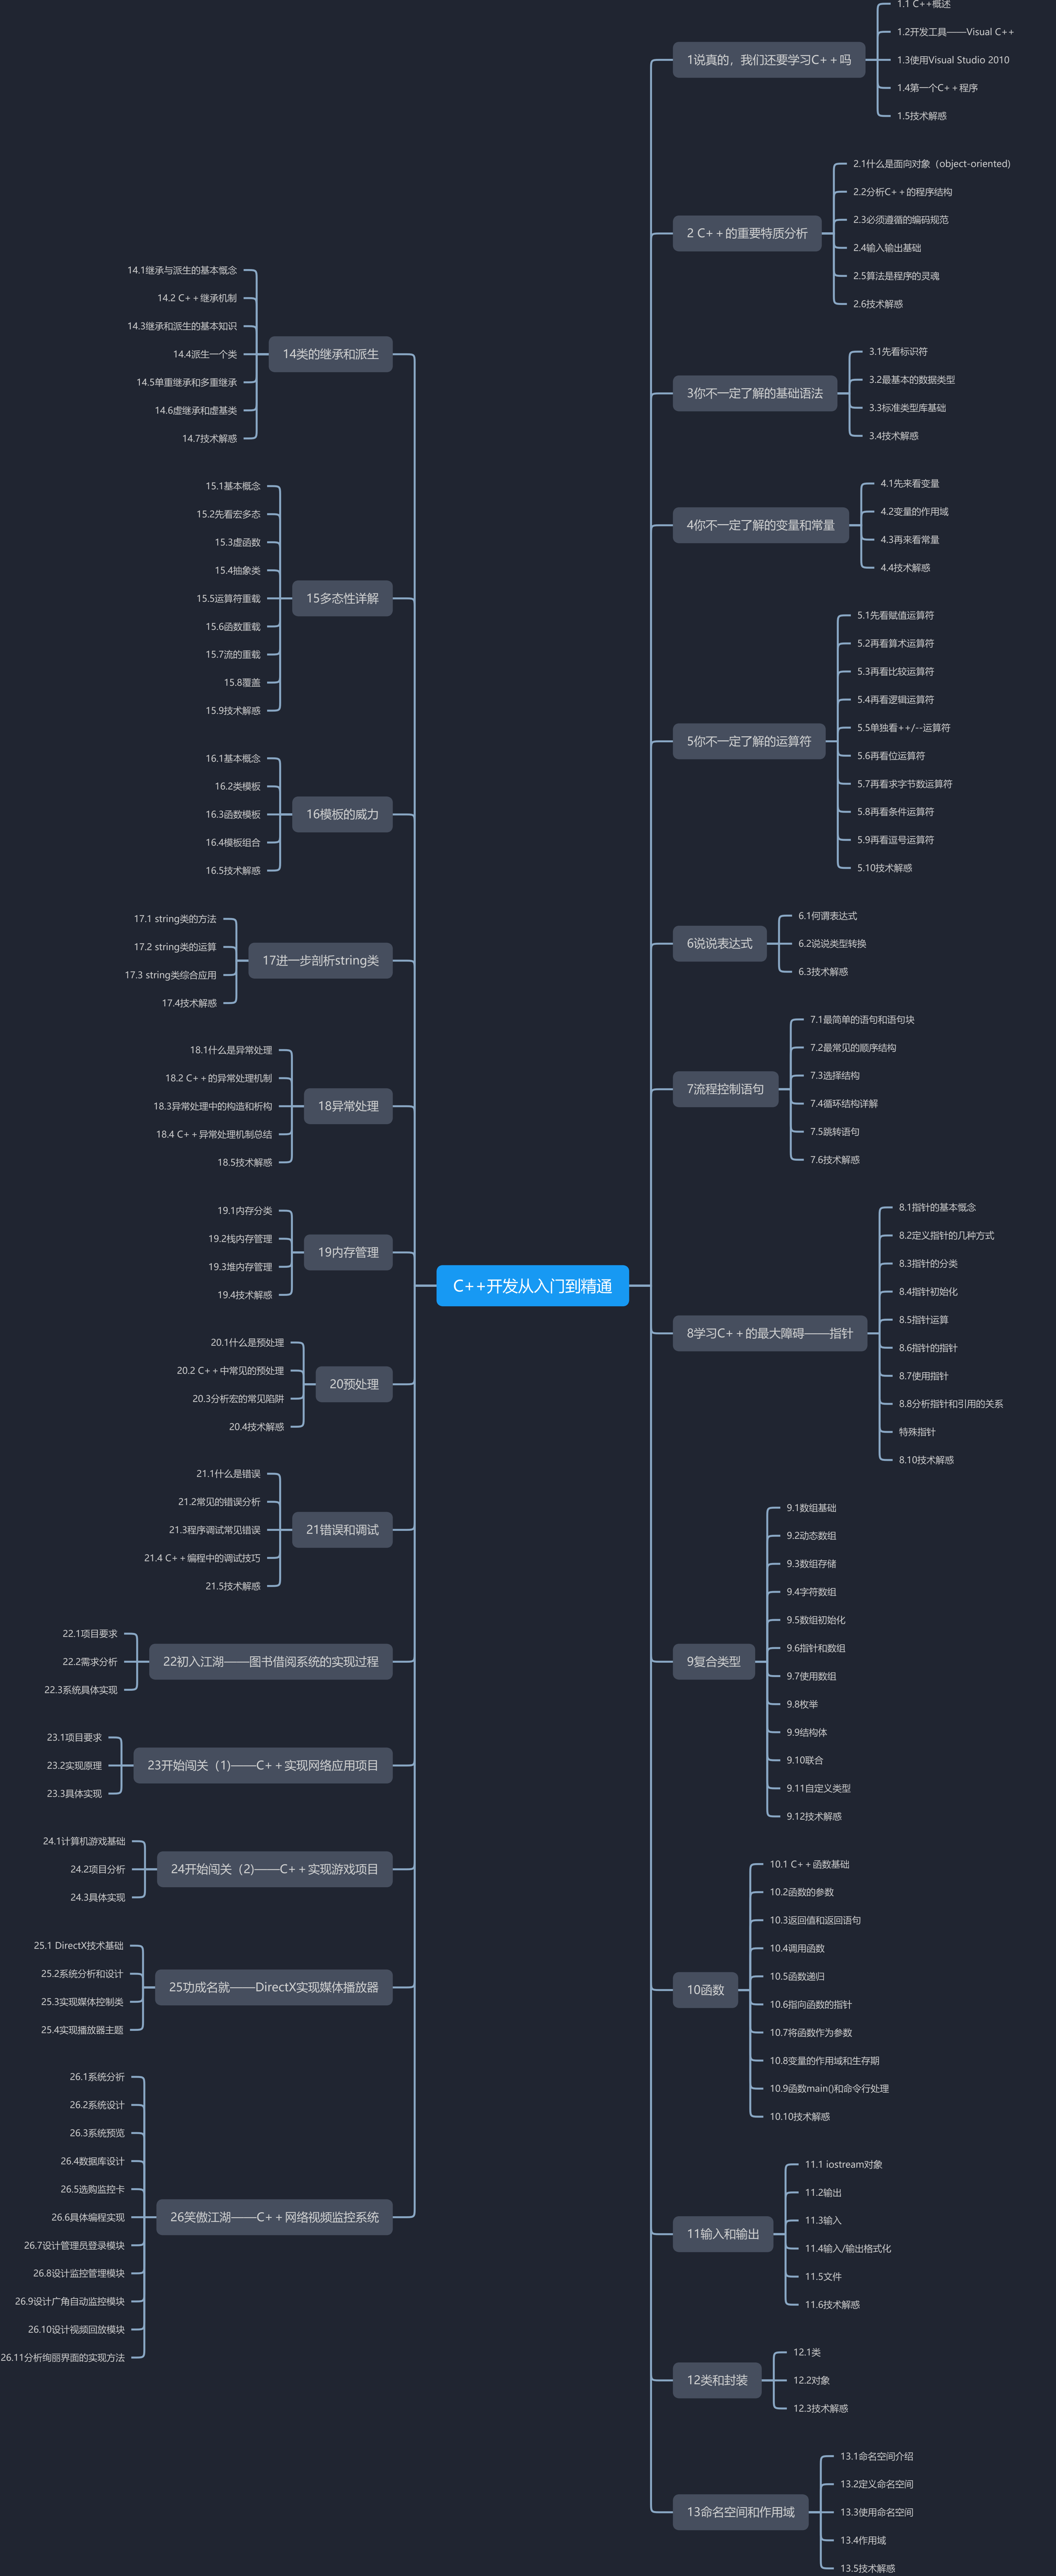 C++开发从入门到精通
1说真的，我们还要学习C++吗
1.1 C++概述
1.2开发工具——Visual C++
1.3使用Visual Studio 2010
1.4第一个C++程序
1.5技术解惑
2 C++的重要特质分析
2.1什么是面向对象（object-oriented)
2.2分析C++的程序结构
2.3必须遵循的编码规范
2.4输入输出基础
2.5算法是程序的灵魂
2.6技术解惑
3你不一定了解的基础语法
3.1先看标识符
3.2最基本的数据类型
3.3标准类型库基础
3.4技术解惑
4你不一定了解的变量和常量
4.1先来看变量
4.2变量的作用域
4.3再来看常量
4.4技术解惑
5你不一定了解的运算符
5.1先看赋值运算符
5.2再看算术运算符
5.3再看比较运算符
5.4再看逻辑运算符
5.5单独看++/--运算符
5.6再看位运算符
5.7再看求字节数运算符
5.8再看条件运算符
5.9再看逗号运算符
5.10技术解惑
6说说表达式
6.1何谓表达式
6.2说说类型转换
6.3技术解惑
7流程控制语句
7.1最简单的语句和语句块
7.2最常见的顺序结构
7.3选择结构
7.4循环结构详解
7.5跳转语句
7.6技术解惑
8学习C++的最大障碍——指针
8.1指针的基本慨念
8.2定义指针的几种方式
8.3指针的分类
8.4指针初始化
8.5指针运算
8.6指针的指针
8.7使用指针
8.8分析指针和引用的关系
特殊指针
8.10技术解惑
9复合类型
9.1数组基础
9.2动态数组
9.3数组存储
9.4字符数组
9.5数组初始化
9.6指针和数组
9.7使用数组
9.8枚举
9.9结构体
9.10联合
9.11自定义类型
9.12技术解惑
10函数
10.1 C++函数基础
10.2函数的参数
10.3返回值和返回语句
10.4调用函数
10.5函数递归
10.6指向函数的指针
10.7将函数作为参数
10.8变量的作用域和生存期
10.9函数main()和命令行处理
10.10技术解惑
11输入和输出
11.1 iostream对象
11.2输出
11.3输入
11.4输入/输出格式化
11.5文件
11.6技术解惑
12类和封装
12.1类
12.2对象
12.3技术解惑
13命名空间和作用域
13.1命名空间介绍
13.2定义命名空间
13.3使用命名空间
13.4作用域
13.5技术解惑
14类的继承和派生
14.1继承与派生的基本慨念
14.2 C++继承机制
14.3继承和派生的基本知识
14.4派生一个类
14.5单重继承和多重继承
14.6虚继承和虚基类
14.7技术解惑
15多态性详解
15.1基本概念
15.2先看宏多态
15.3虚函数
15.4抽象类
15.5运算符重载
15.6函数重载
15.7流的重载
15.8覆盖
15.9技术解惑
16模板的威力
16.1基本概念
16.2类模板
16.3函数模板
16.4模板组合
16.5技术解惑
17进一步剖析string类
17.1 string类的方法
17.2 string类的运算
17.3 string类综合应用
17.4技术解惑
18异常处理
18.1什么是异常处理
18.2 C++的异常处理机制
18.3异常处理中的构造和析构
18.4 C++异常处理机制总结
18.5技术解惑
19内存管理
19.1内存分类
19.2栈内存管理
19.3堆内存管理
19.4技术解惑
20预处理
20.1什么是预处理
20.2 C++中常见的预处理
20.3分析宏的常见陷阱
20.4技术解惑
21错误和调试
21.1什么是错误
21.2常见的错误分析
21.3程序调试常见错误
21.4 C++编程中的调试技巧
21.5技术解惑
22初入江湖——图书借阅系统的实现过程
22.1项目要求
22.2需求分析
22.3系统具体实现
23开始闯关（1)——C++实现网络应用项目
23.1项目要求
23.2实现原理
23.3具体实现
24开始闯关（2)——C++实现游戏项目
24.1计算机游戏基础
24.2项目分析
24.3具体实现
25功成名就——DirectX实现媒体播放器
25.1 DirectX技术基础
25.2系统分析和设计
25.3实现媒体控制类
25.4实现播放器主题
26笑傲江湖——C++网络视频监控系统
26.1系统分析
26.2系统设计
26.3系统预览
26.4数据库设计
26.5选购监控卡
26.6具体编程实现
26.7设计管理员登录模块
26.8设计监控管理模块
26.9设计广角自动监控模块
26.10设计视频回放模块
26.11分析绚丽界面的实现方法